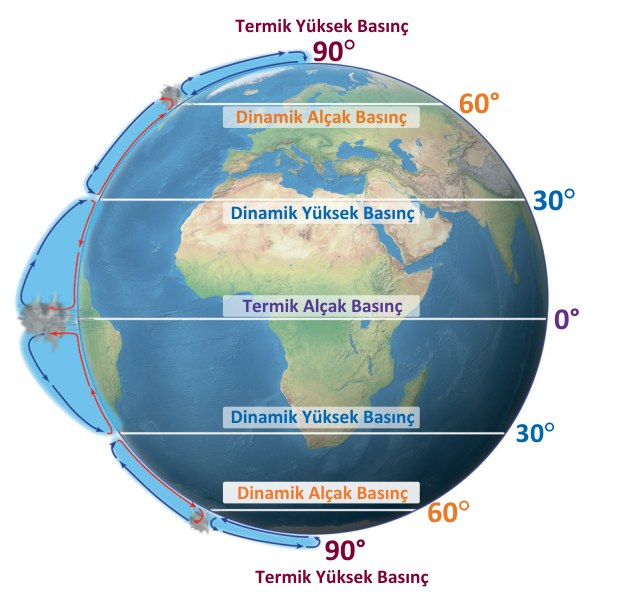 Termik Yüksek Basınç
90°
60°
Dinamik Alçak Basınç
30°
Dinamik Yüksek Basınç
Termik Alçak Basınç
0°
Dinamik Yüksek Basınç
30°
Dinamik Alçak Basınç
60°
90°
Termik Yüksek Basınç